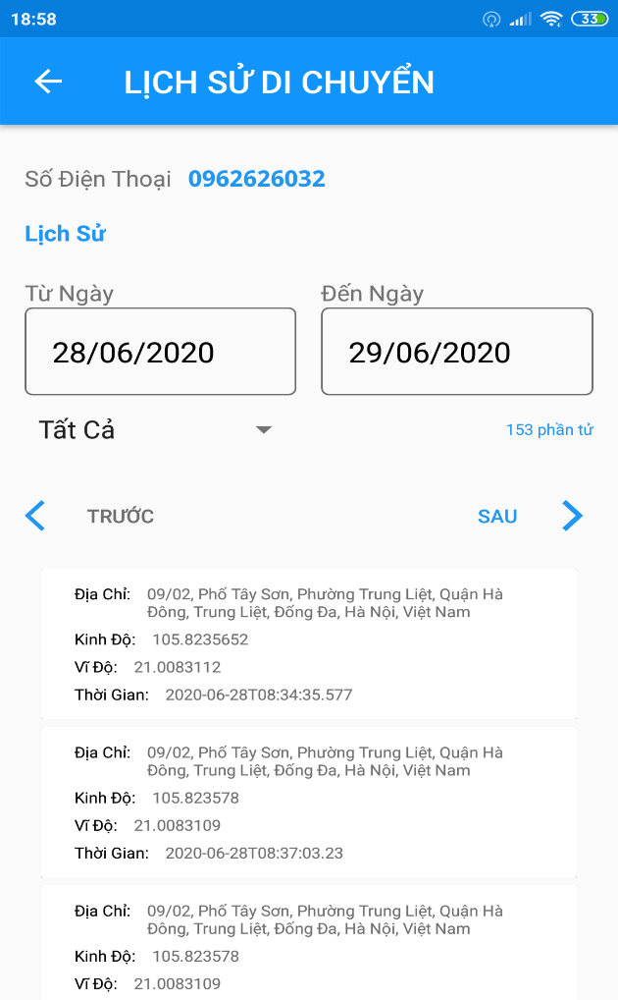 18:58
33
LỊCH SỬ DI CHUYỂN
Số Điện Thoại 0962626032
Lịch Sử
Từ Ngày Đến Ngày
28/06/2020 29/06/2020
Tất Cả 153 phần tử
TRƯỚC SAU
Địa Chỉ: 09/02, Phố Tây Sơn, Phường Trung Liệt, Quận Hà
Đông, Trung Liệt, Đống Đa, Hà Nội, Việt Nam
Kinh Độ: 105.8235652
Vĩ Độ: 21.0083112
Thời Gian: 2020-06-28T08:34:35.577
Địa Chỉ: 09/02, Phố Tây Sơn, Phường Trung Liệt, Quận Hà
Đông, Trung Liệt, Đống Đa, Hà Nội, Việt Nam
Kinh Độ: 105.823578
Vĩ Độ: 21.0083109
Thời Gian: 2020-06-28T08:37:03.23
Địa Chỉ: 09/02, Phố Tây Sơn, Phường Trung Liệt, Quận Hà
Đông, Trung Liệt, Đống Đa, Hà Nội, Việt Nam
Kinh Độ: 105.823578
Vĩ Độ: 21.0083109